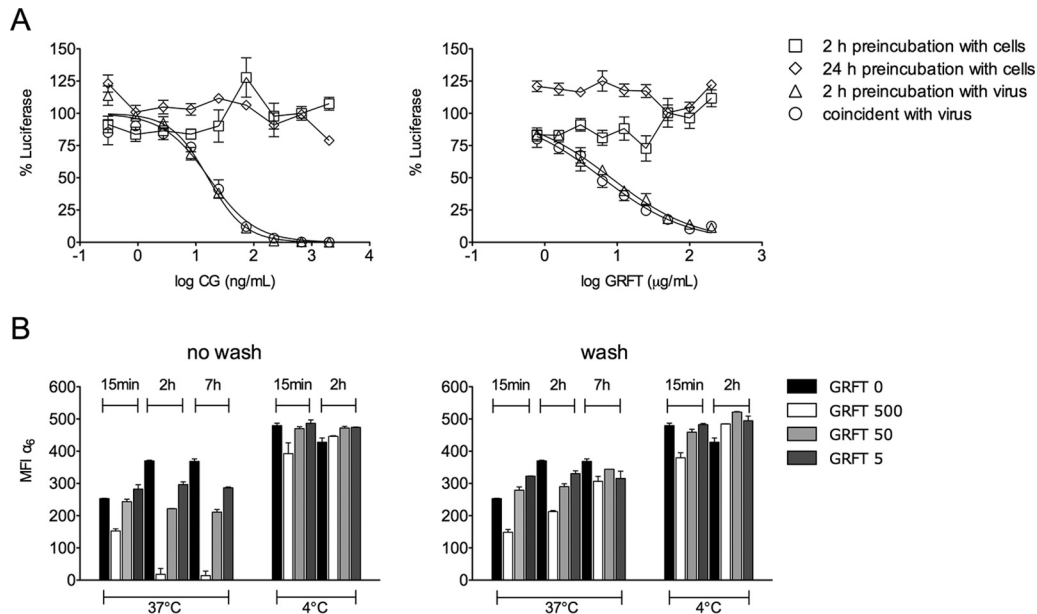 A
150
125
100
75
50
25
0
% Luciferase
-1 0 1 2 3 4
log CG (ng/mL)
150
125
100
75
50
25
0
% Luciferase
-1 0 1 2 3
log GRFT (μg/mL)
2 h preincubation with cells
24 h preincubation with cells
2 h preincubation with virus
coincident with virus
B
no wash
600
500
400
300
200
100
0
MFI α6
15min 2h 7h 15min 2h
37°C 4°C
wash
600
500
400
300
200
100
0
15min 2h 7h 15min 2h
37°C 4°C
GRFT 0
GRFT 500
GRFT 50
GRFT 5